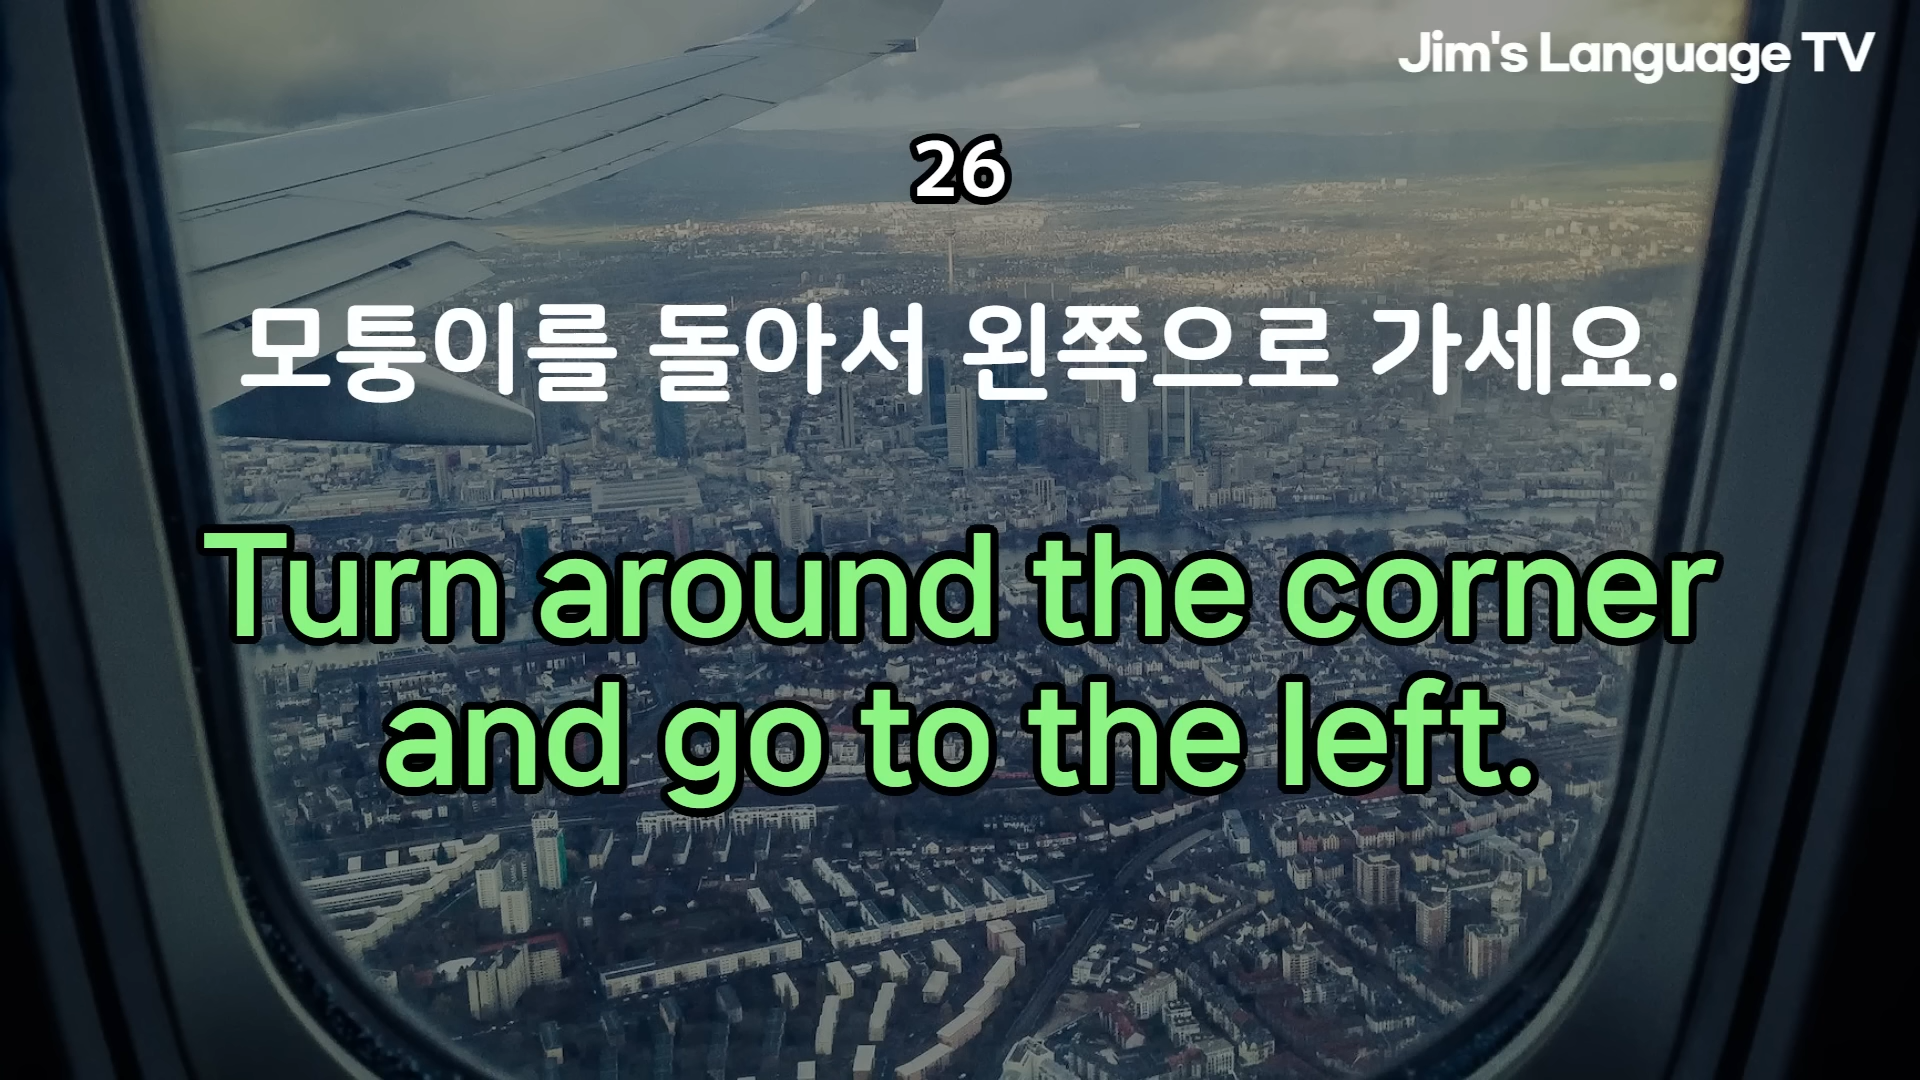 Jim's Language TV
26
모퉁이를 돌아서 왼쪽으로 가세요.
Turn around the corner
and go to the left.